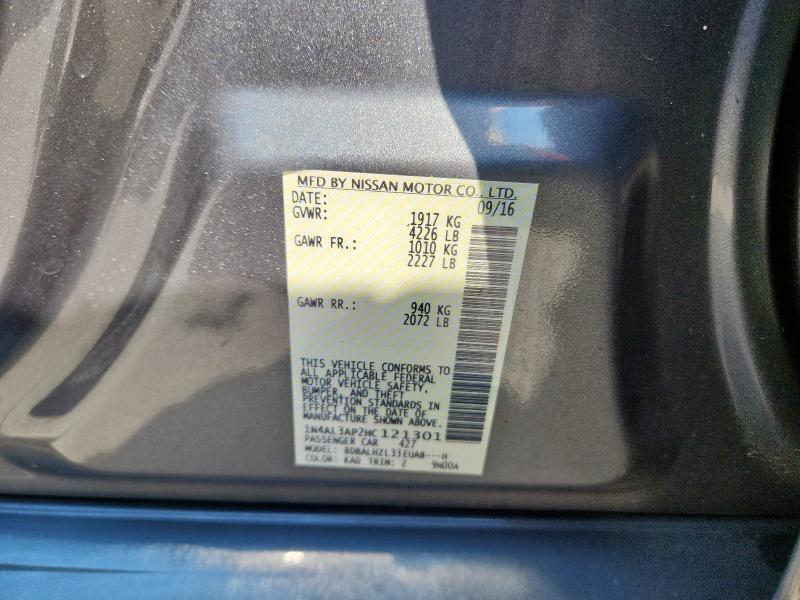 MFD BY NISSAN MOTOR CO., LTD.
DATE: 09/16
GVWR: 1917 KG
4226 LB
GAWR FR.: 1010 KG
2227 LB
GAWR RR.: 940 KG
2072 LB
THIS VEHICLE CONFORMS TO
ALL APPLICABLE FEDERAL
MOTOR VEHICLE SAFETY,
BUMPER, AND THEFT
PREVENTION STANDARDS IN
EFFECT ON THE DATE OF
MANUFACTURE SHOWN ABOVE.
1N4AL3AP2HC121301
PASSENGER CAR 427
MODEL: BDBALHZL33EUAB---H
COLOR: KAD TRIM: Z 9N00A